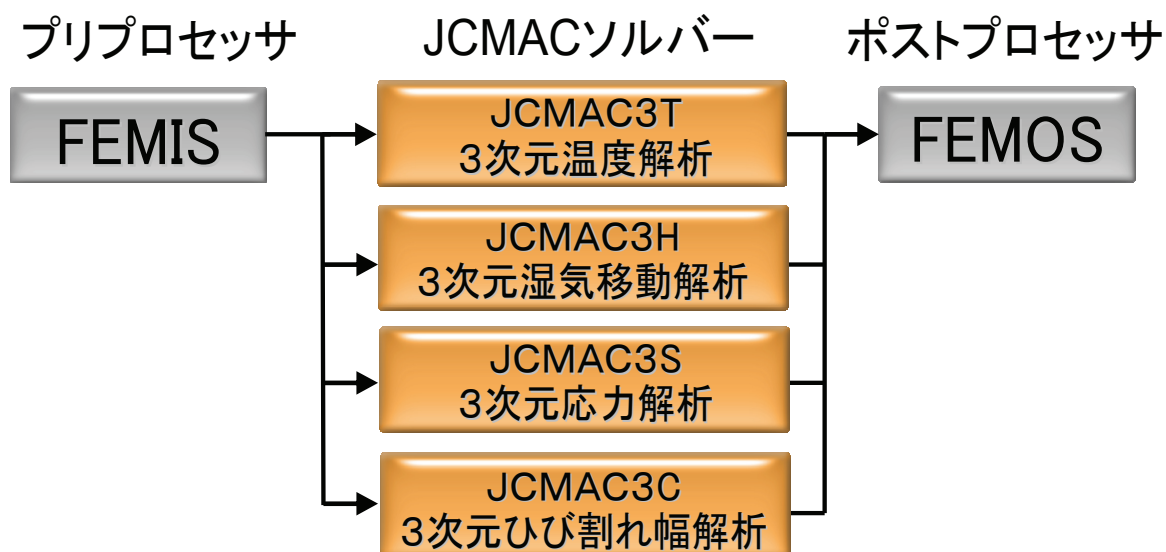 プリプロセッサ
JCMACソルバー
ポストプロセッサ
FEMIS
JCMAC3T
3次元温度解析
FEMOS
JCMAC3H
3次元湿気移動解析
JCMAC3S
3次元応力解析
JCMAC3C
3次元ひび割れ幅解析